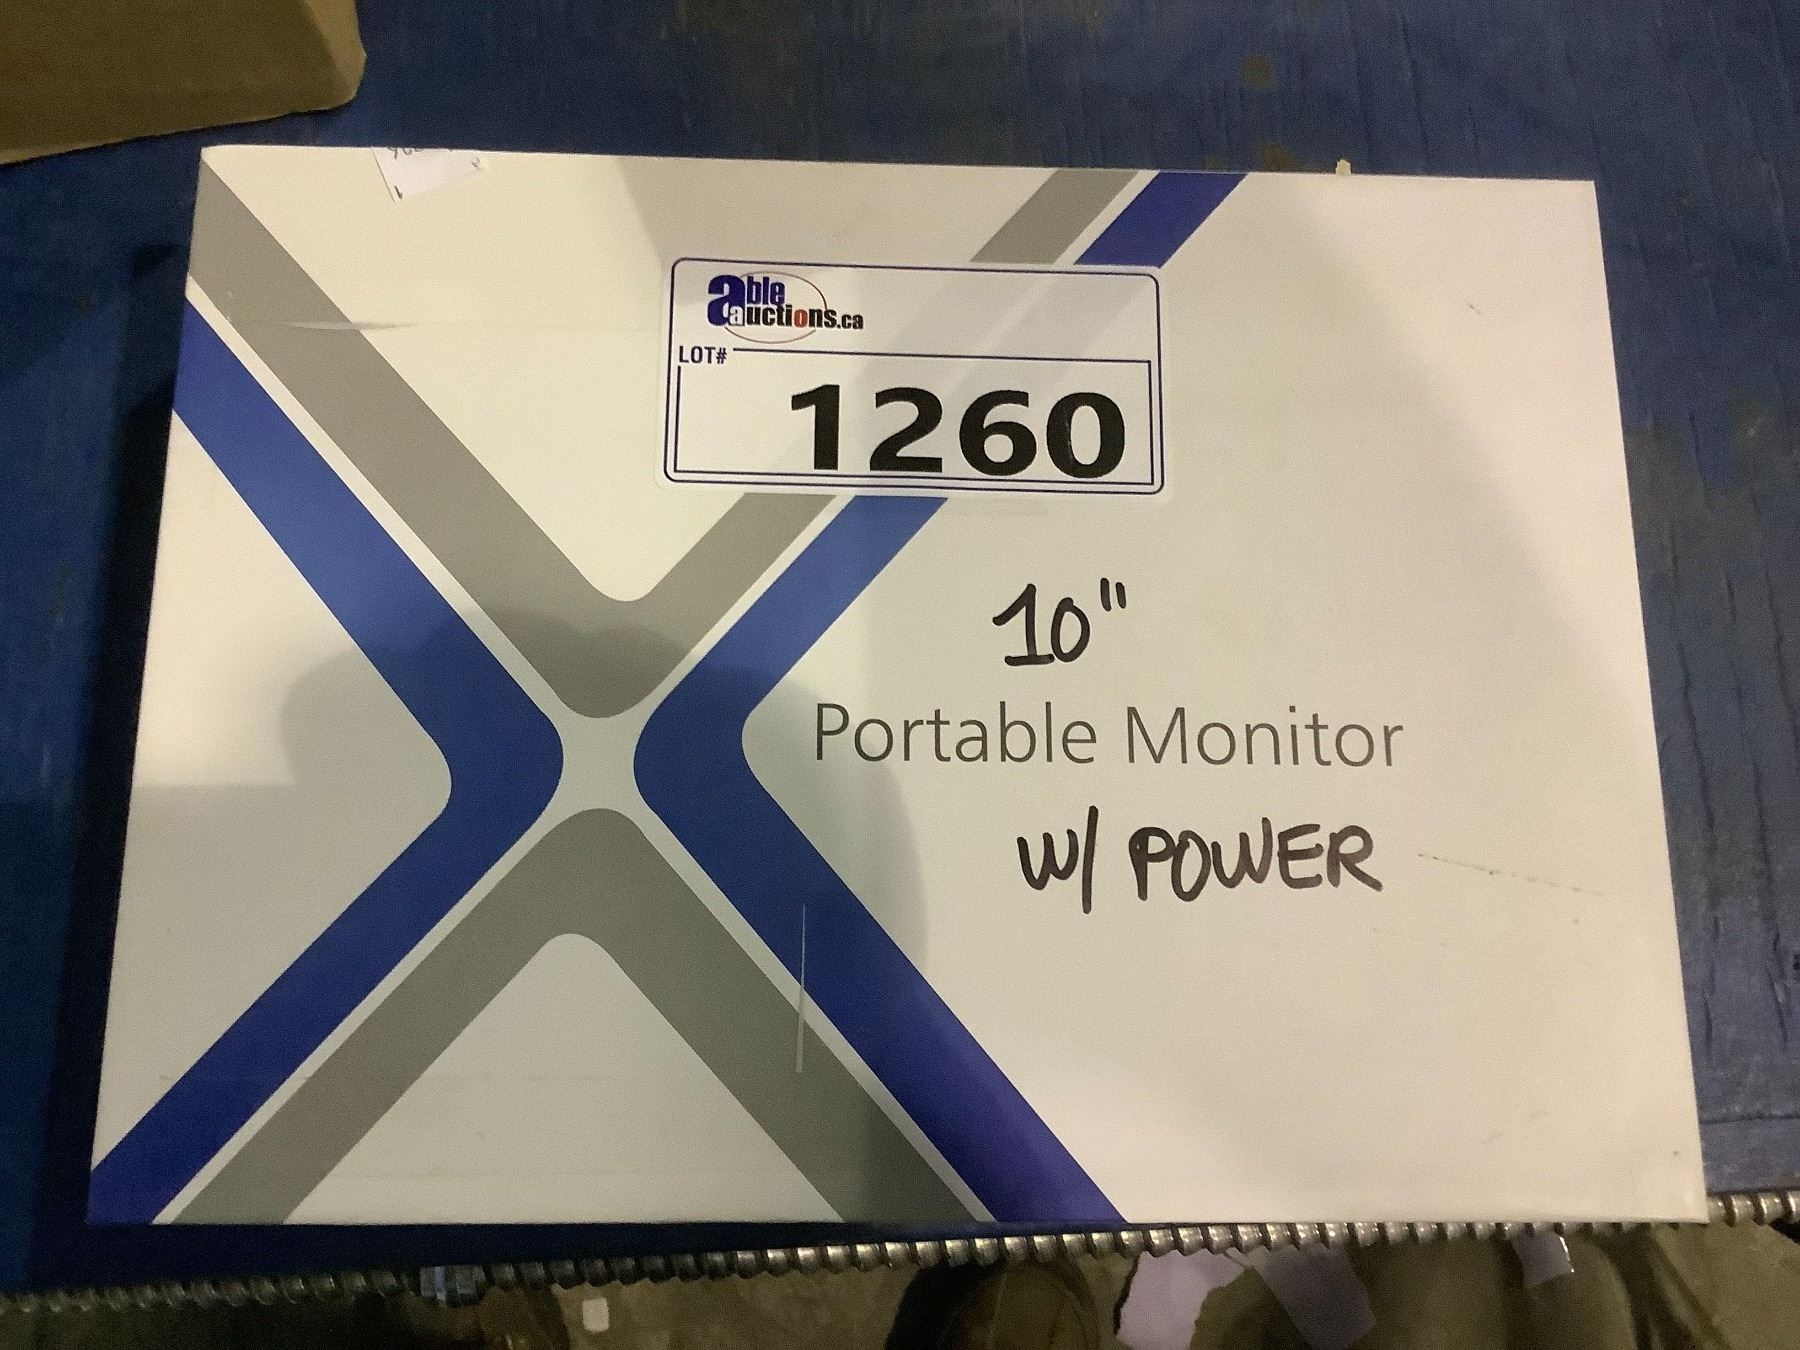 able
auctions.ca
LOT#
1260
10"
Portable Monitor
W/ POWER